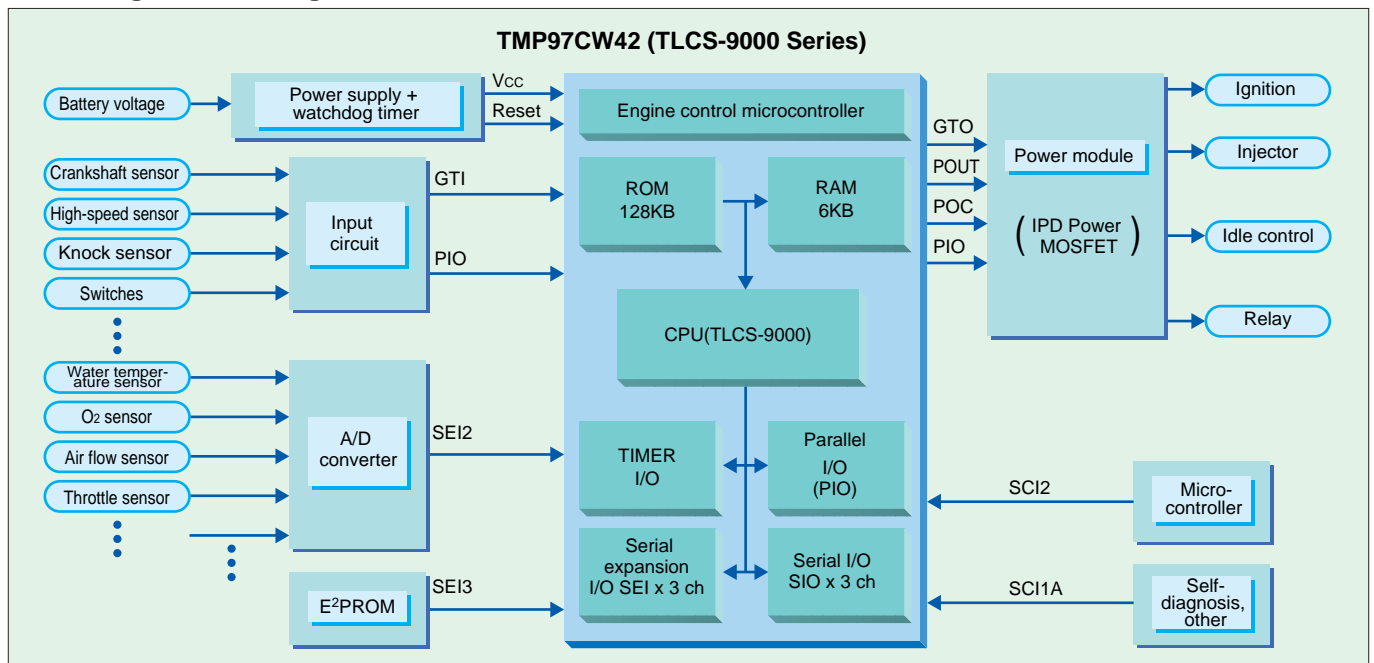 TMP97CW42 (TLCS-9000 Series)
Battery voltage
Power supply +
watchdog timer
Vcc
Reset
Engine control microcontroller
Crankshaft sensor
High-speed sensor
Knock sensor
Switches
Input
circuit
GTI
PIO
ROM
128KB
RAM
6KB
CPU(TLCS-9000)
GTO
POUT
POC
PIO
Power module
( IPD Power
MOSFET )
Ignition
Injector
Idle control
Relay
Water temper-
ature sensor
O2 sensor
Air flow sensor
Throttle sensor
A/D
converter
SEI2
TIMER
I/O
Parallel
I/O
(PIO)
Serial
expansion
I/O SEI x 3 ch
Serial I/O
SIO x 3 ch
E2PROM
SEI3
SCI2
Micro-
controller
SCI1A
Self-
diagnosis,
other